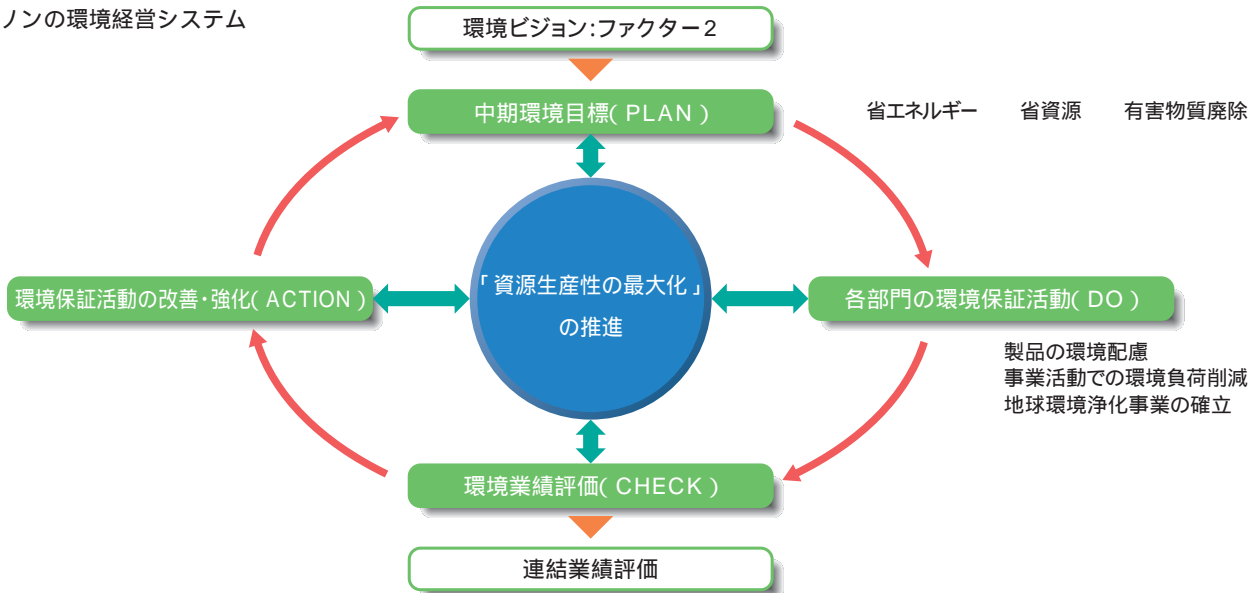 ノンの環境経営システム
環境ビジョン:ファクター2
中期環境目標( PLAN )
省エネルギー 省資源 有害物質廃除
「資源生産性の最大化」
の推進
環境保証活動の改善・強化( ACTION )
各部門の環境保証活動( DO )
製品の環境配慮
事業活動での環境負荷削減
地球環境浄化事業の確立
環境業績評価( CHECK )
連結業績評価